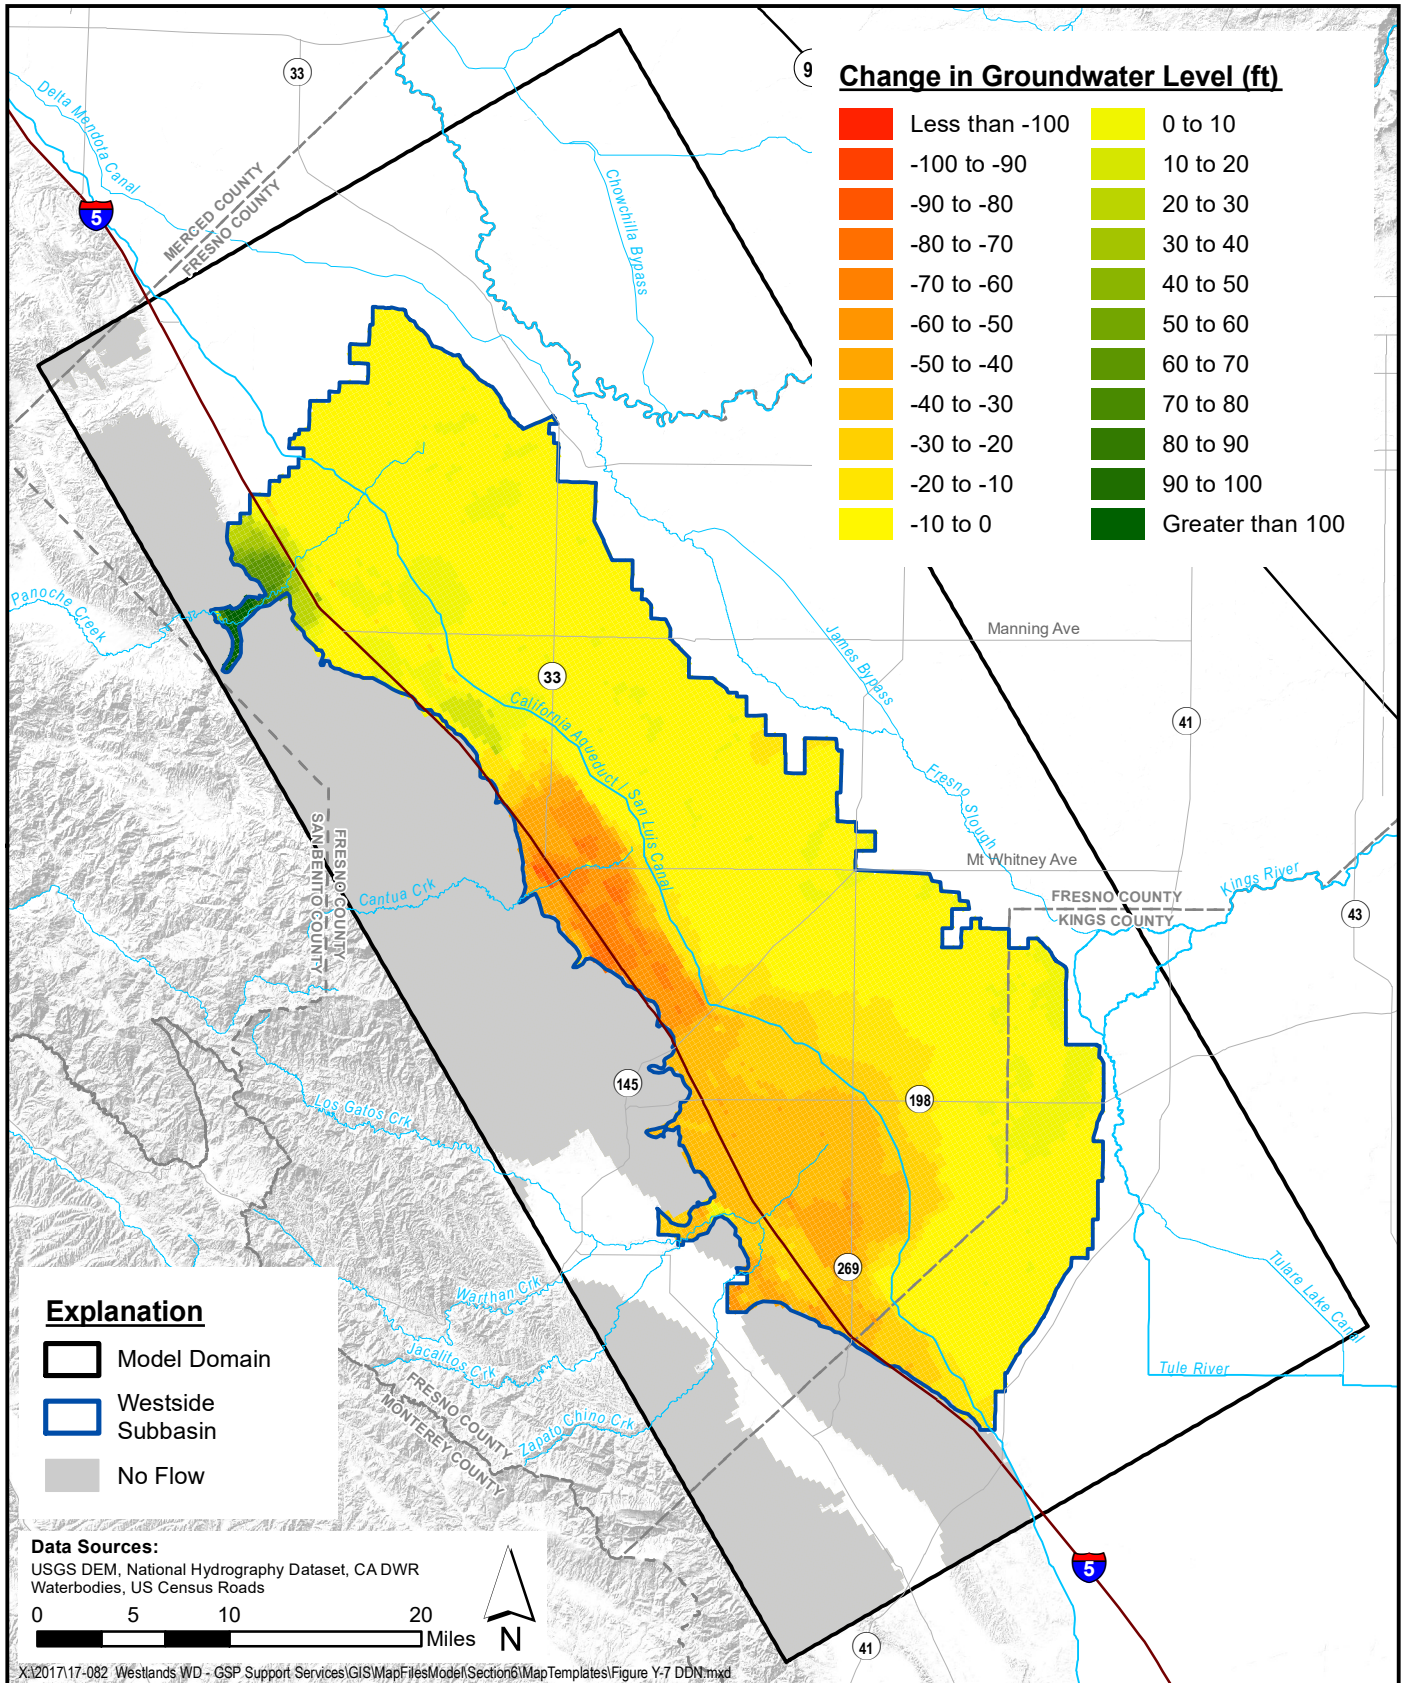 33
9
Change in Groundwater Level (ft)
Less than -100
-100 to -90
-90 to -80
-80 to -70
-70 to -60
-60 to -50
-50 to -40
-40 to -30
-30 to -20
-20 to -10
-10 to 0
0 to 10
10 to 20
20 to 30
30 to 40
40 to 50
50 to 60
60 to 70
70 to 80
80 to 90
90 to 100
Greater than 100
Delta Mendota Canal
5
MERCED COUNTY
FRESNO COUNTY
Chowchilla Bypass
Panoche Creek
Manning Ave
James Bypass
33
41
California Aqueduct / San Luis Canal
Fresno Slough
SAN BENITO COUNTY
FRESNO COUNTY
Mt Whitney Ave
Cantua Crk
Kings River
FRESNO COUNTY
KINGS COUNTY
43
145
198
Los Gatos Crk
269
Warthan Crk
Jacalitos Crk
Tulare Lake Canal
Tule River
FRESNO COUNTY
MONTEREY COUNTY
Zapato Chino Crk
Explanation
Model Domain
Westside
Subbasin
No Flow
Data Sources:
USGS DEM, National Hydrography Dataset, CA DWR
Waterbodies, US Census Roads
0 5 10 20
Miles
N
5
41
X:\2017\17-082 Westlands WD - GSP Support Services\GIS\MapFilesModel\Section6\MapTemplates\Figure Y-7 DDN.mxd